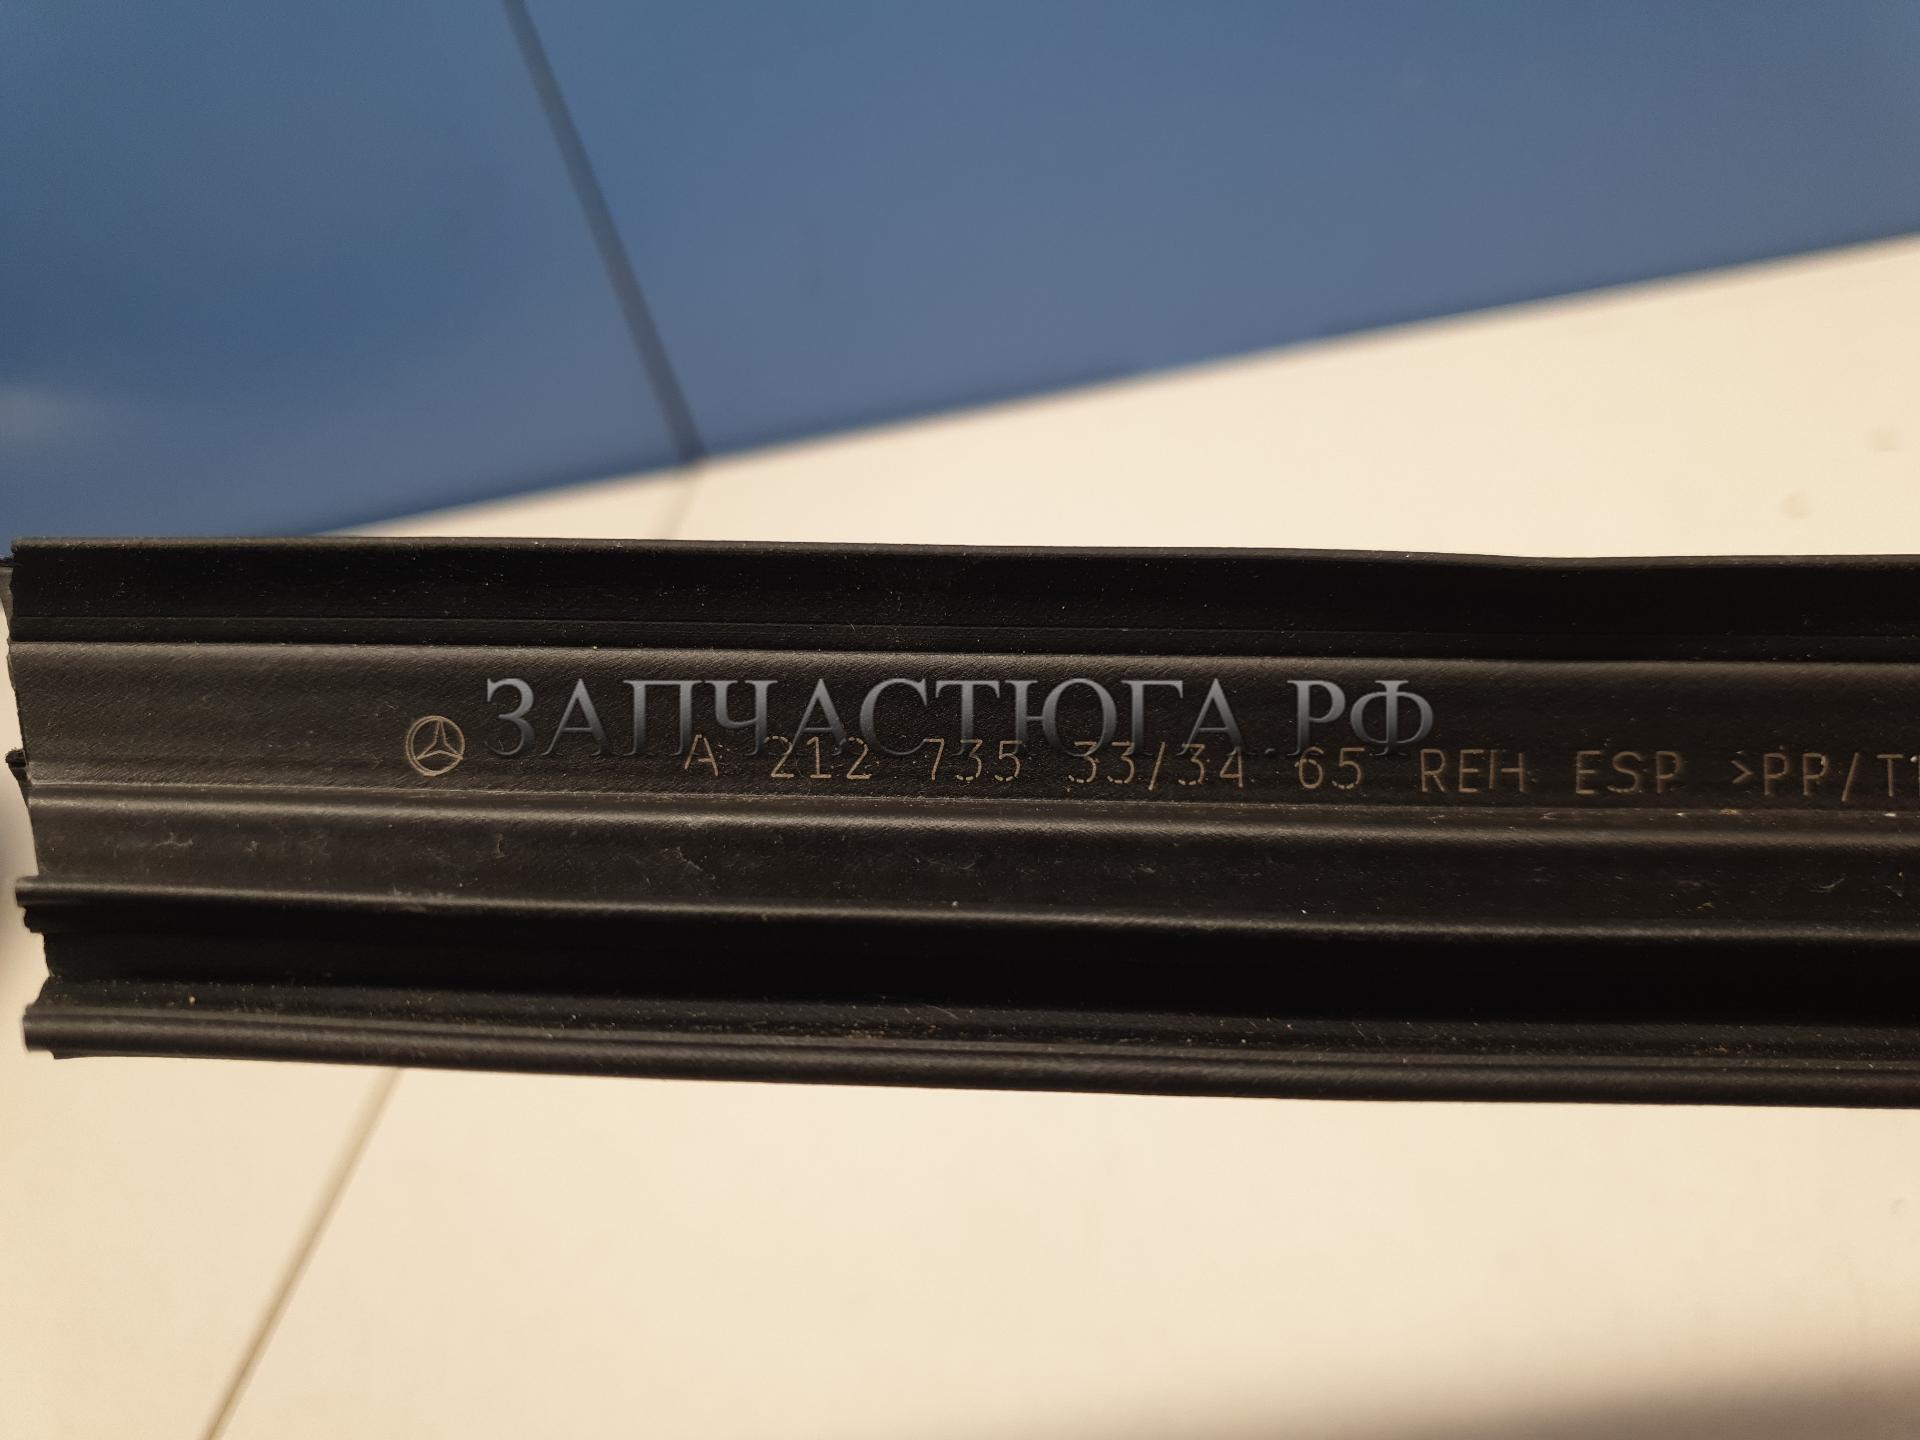 ЗАПЧАСТЮГА.РФ
A 212 735 33/34 65 REH ESP >PP/T